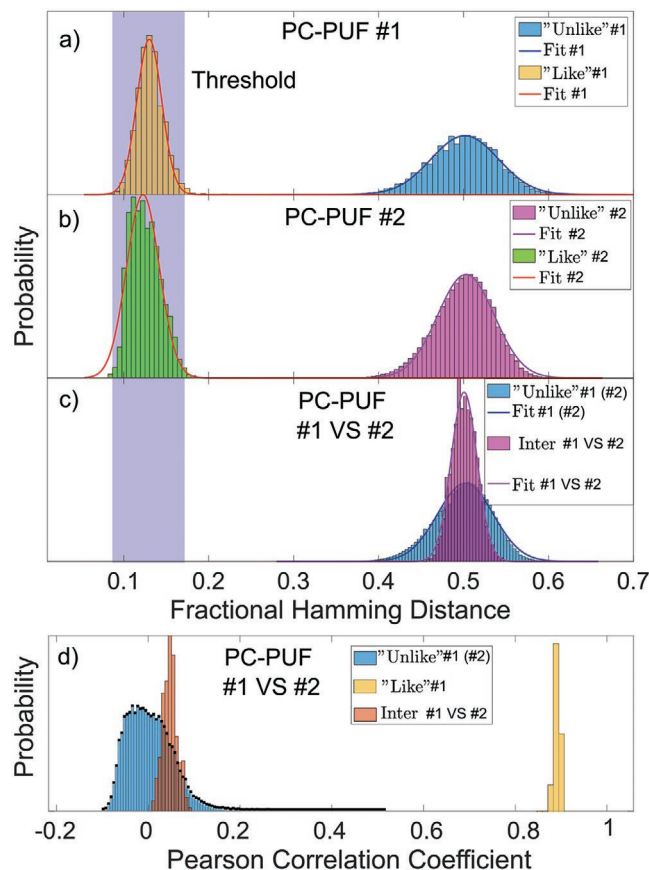 a)
PC-PUF #1
Threshold
"Unlike"#1
Fit #1
"Like"#1
Fit #1
b)
PC-PUF #2
"Unlike" #2
Fit #2
"Like" #2
Fit #2
Probability
c)
PC-PUF
#1 VS #2
"Unlike"#1 (#2)
Fit #1 (#2)
Inter #1 VS #2
Fit #1 VS #2
0.1 0.2 0.3 0.4 0.5 0.6 0.7
Fractional Hamming Distance
d)
PC-PUF
#1 VS #2
"Unlike"#1 (#2)
"Like"#1
Inter #1 VS #2
Probability
-0.2 0 0.2 0.4 0.6 0.8 1
Pearson Correlation Coefficient